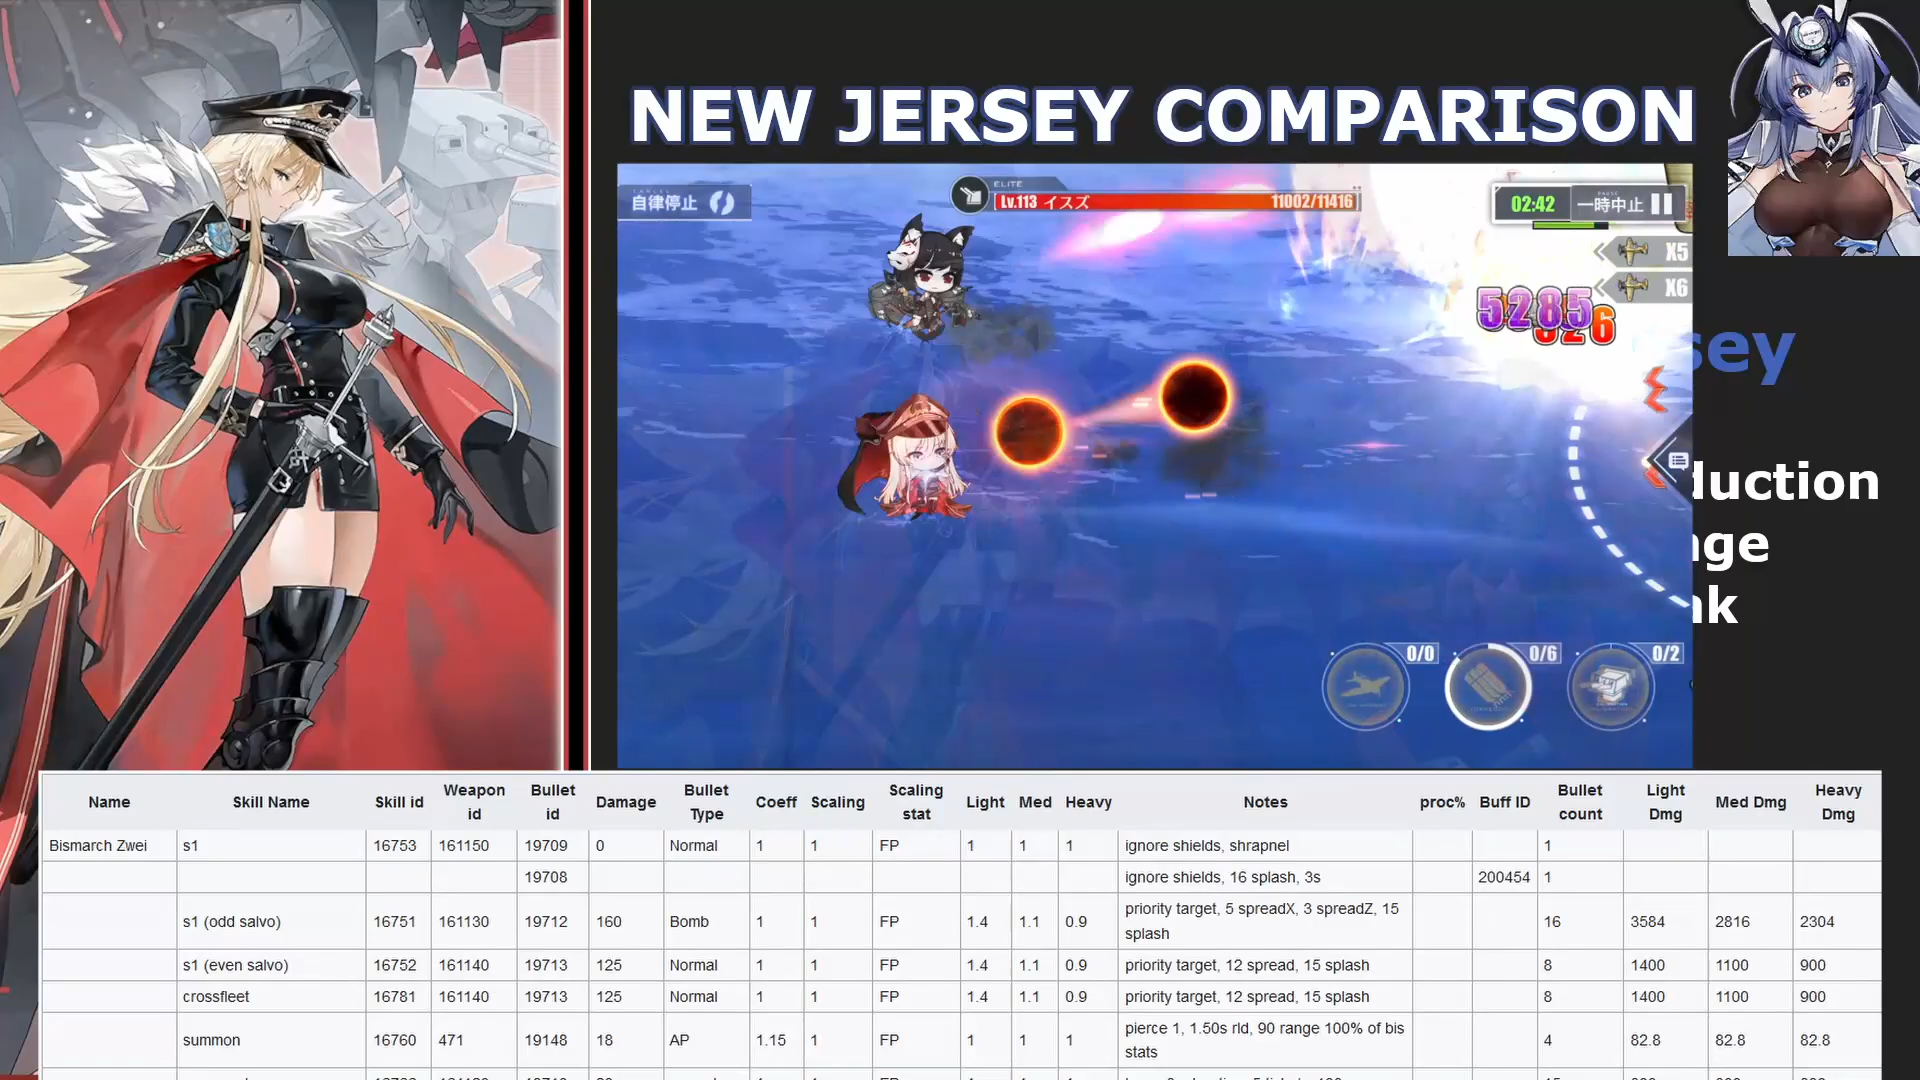 NEW JERSEY COMPARISON
自律停止
ELITE
Lv.113 イスズ 11002/11416
02:42
PAUSE
一時中止
X5
X6
5285
sey
duction
nge
nk
0/0 0/6 0/2
Name Skill Name Skill id Weapon id Bullet id Damage Bullet Type Coeff Scaling Scaling stat Light Med Heavy Notes proc% Buff ID Bullet count Light Dmg Med Dmg Heavy Dmg
Bismarch Zwei s1 16753 161150 19709 0 Normal 1 1 FP 1 1 1 ignore shields, shrapnel 1
19708 ignore shields, 16 splash, 3s 200454 1
s1 (odd salvo) 16751 161130 19712 160 Bomb 1 1 FP 1.4 1.1 0.9 priority target, 5 spreadX, 3 spreadZ, 15 splash 16 3584 2816 2304
s1 (even salvo) 16752 161140 19713 125 Normal 1 1 FP 1.4 1.1 0.9 priority target, 12 spread, 15 splash 8 1400 1100 900
crossfleet 16781 161140 19713 125 Normal 1 1 FP 1.4 1.1 0.9 priority target, 12 spread, 15 splash 8 1400 1100 900
summon 16760 471 19148 18 AP 1.15 1 FP 1 1 1 pierce 1, 1.50s rld, 90 range 100% of bis stats 4 82.8 82.8 82.8